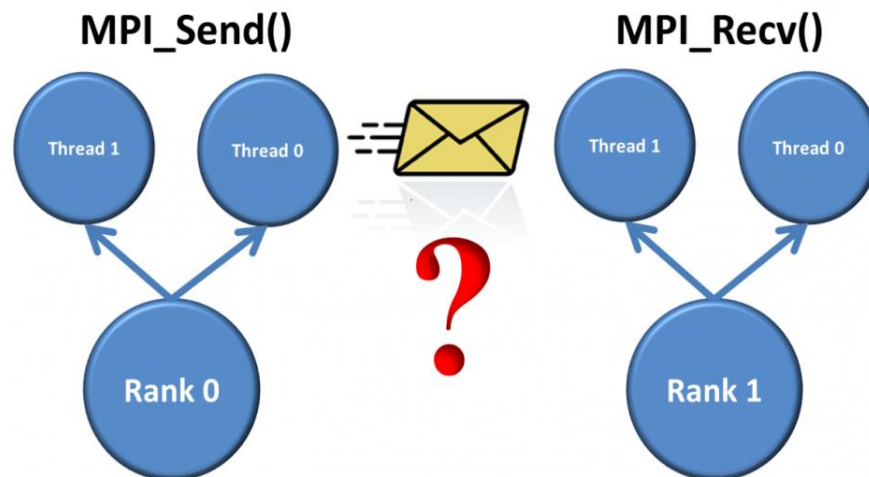 MPI_Send()
MPI_Recv()
Thread 1
Thread 0
Thread 1
Thread 0
?
Rank 0
Rank 1